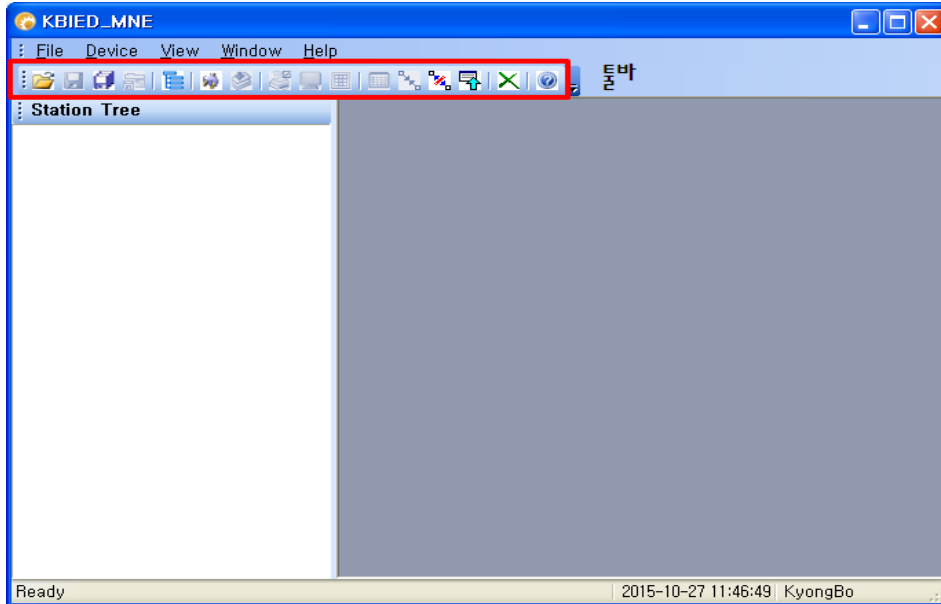 KBIED_MNE
File Device View Window Help
툴바
Station Tree
Ready 2015-10-27 11:46:49 KyongBo